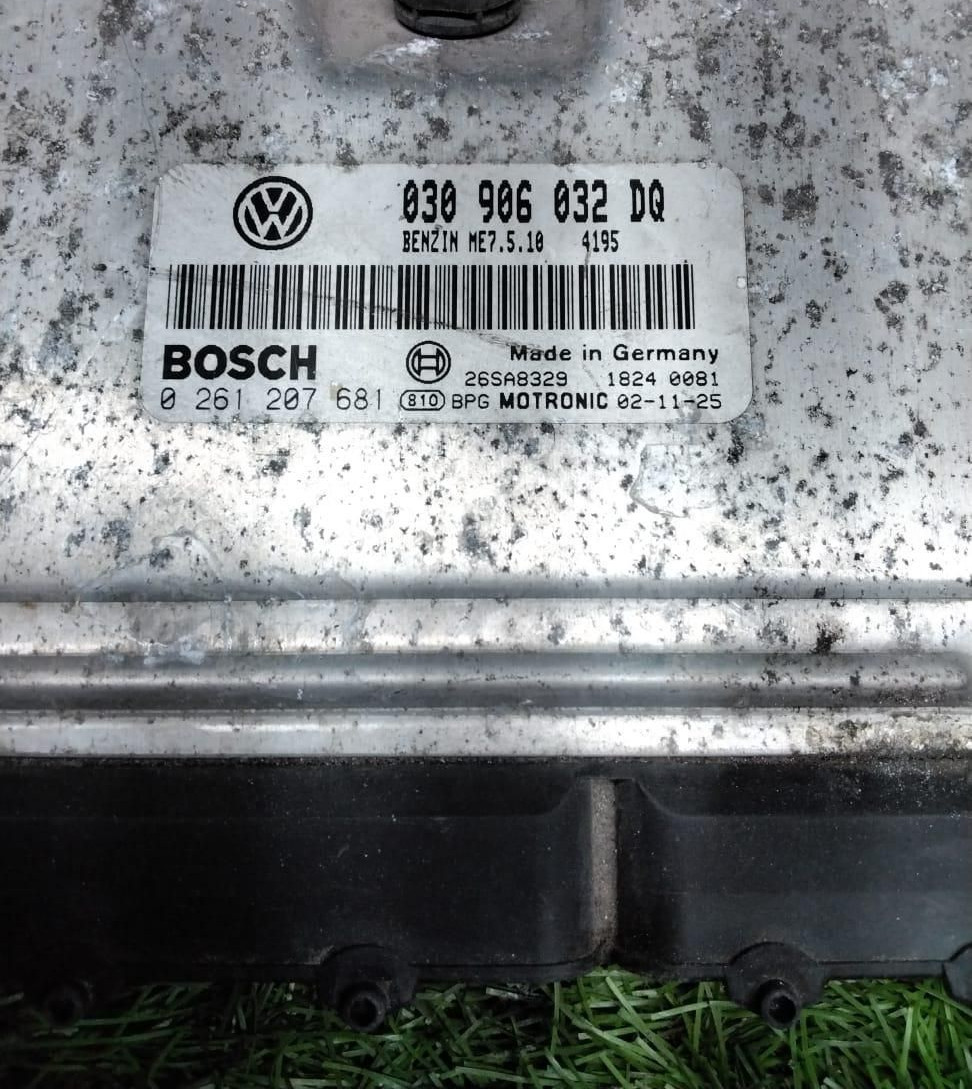 030 906 032 DQ
BENZIN ME7.5.10 4195
BOSCH
Made in Germany
26SA8329 1824 0081
0 261 207 681 810 BPG MOTRONIC 02-11-25